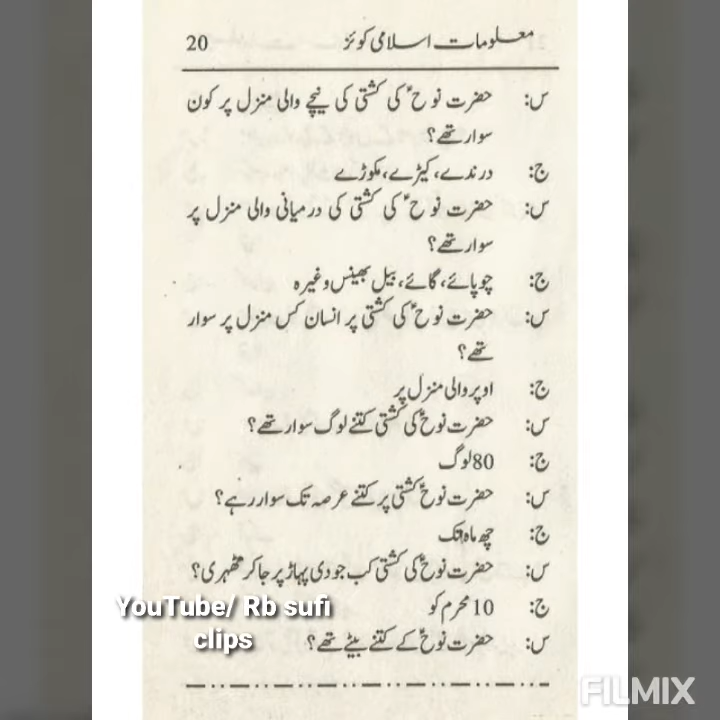 معلومات اسلامی کوئز 20
س: حضرت نوحؑ کی کشتی کی نیچے والی منزل پر کون
سوار تھے؟
ج: درندے، کیڑے، مکوڑے
س: حضرت نوحؑ کی کشتی کی درمیانی والی منزل پر
سوار تھے؟
ج: چوپائے، گائے، بیل بھینس وغیرہ
س: حضرت نوحؑ کی کشتی پر انسان کس منزل پر سوار
تھے؟
ج: اوپر والی منزل پر
س: حضرت نوحؑ کی کشتی کتنے لوگ سوار تھے؟
ج: 80 لوگ
س: حضرت نوحؑ کشتی پر کتنے عرصہ تک سوار رہے؟
ج: چھ ماہ تک
س: حضرت نوحؑ کی کشتی کب جودی پہاڑ پر جا کر ٹھہری؟
ج: 10 محرم کو
س: حضرت نوحؑ کے کتنے بیٹے تھے؟
YouTube/ Rb sufi
clips
FILMIX